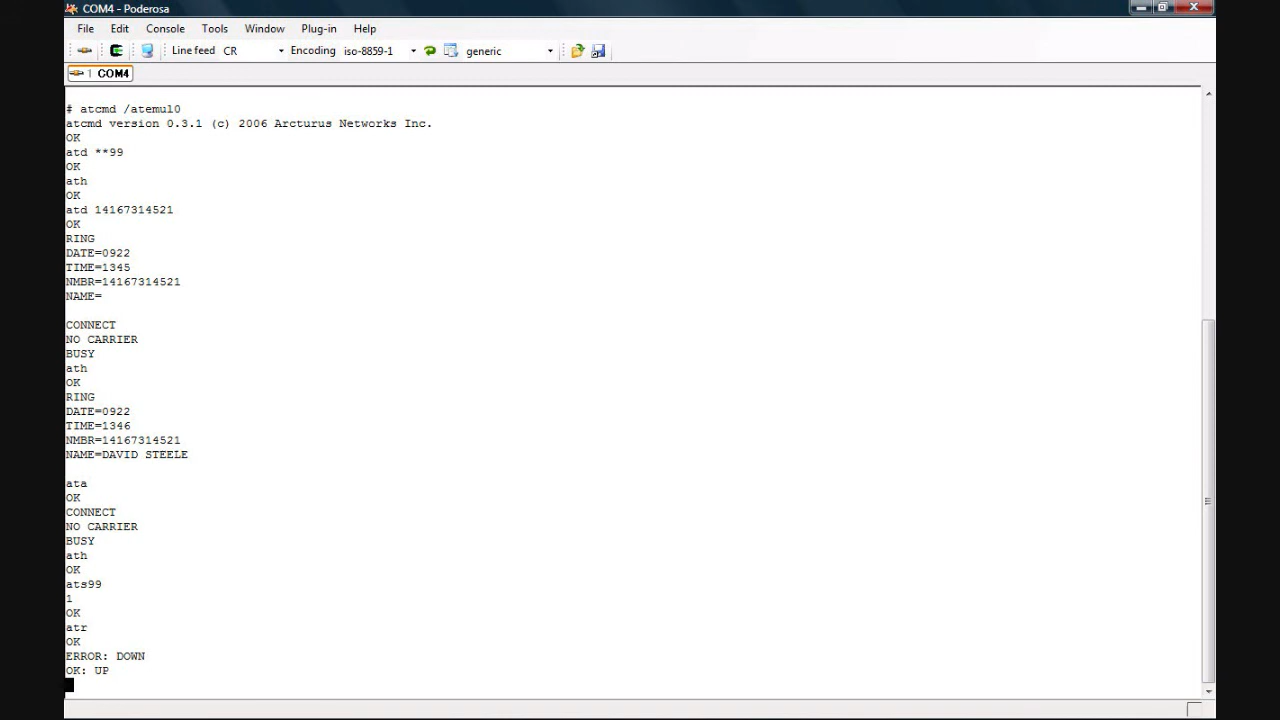 COM4 - Poderosa
File Edit Console Tools Window Plug-in Help
Line feed CR Encoding iso-8859-1 generic
1 COM4
# atcmd /atemul0
atcmd version 0.3.1 (c) 2006 Arcturus Networks Inc.
OK
atd **99
OK
ath
OK
atd 14167314521
OK
RING
DATE=0922
TIME=1345
NMBR=14167314521
NAME=
CONNECT
NO CARRIER
BUSY
ath
OK
RING
DATE=0922
TIME=1346
NMBR=14167314521
NAME=DAVID STEELE
ata
OK
CONNECT
NO CARRIER
BUSY
ath
OK
ats99
1
OK
atr
OK
ERROR: DOWN
OK: UP